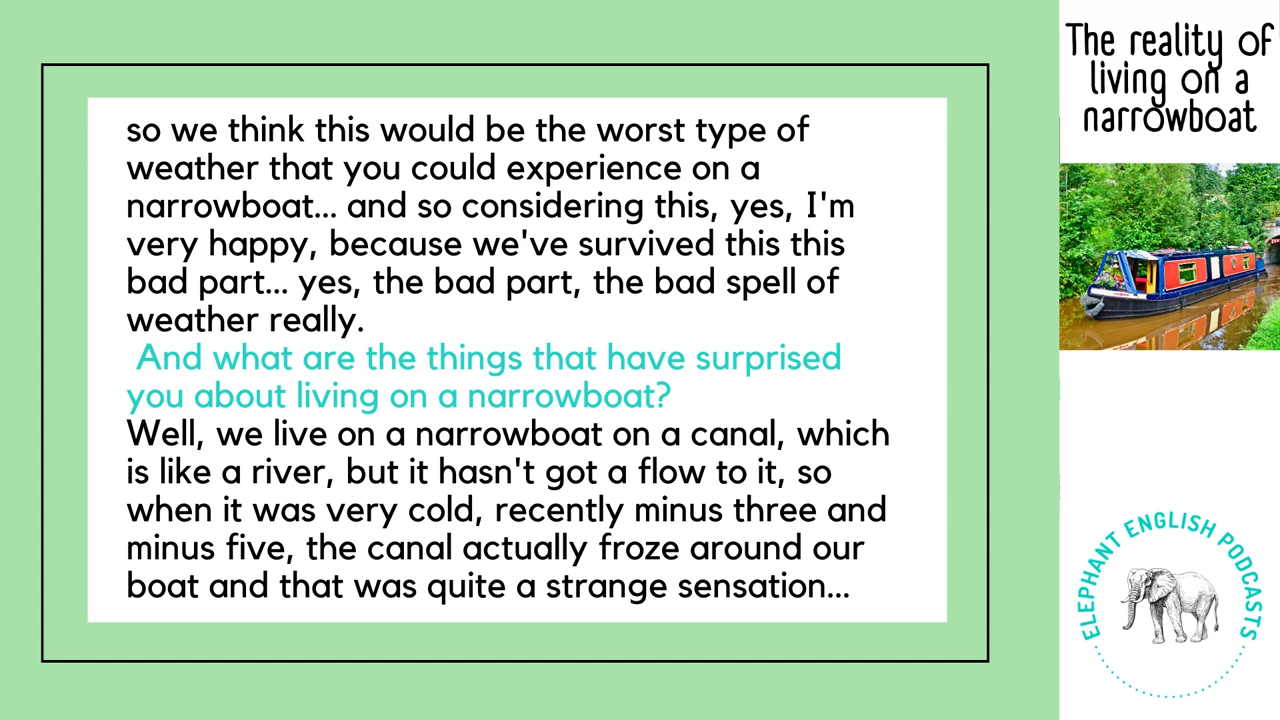 so we think this would be the worst type of
weather that you could experience on a
narrowboat... and so considering this, yes, I'm
very happy, because we've survived this this
bad part... yes, the bad part, the bad spell of
weather really.
And what are the things that have surprised
you about living on a narrowboat?
Well, we live on a narrowboat on a canal, which
is like a river, but it hasn't got a flow to it, so
when it was very cold, recently minus three and
minus five, the canal actually froze around our
boat and that was quite a strange sensation...
The reality of
living on a
narrowboat
ELEPHANT ENGLISH PODCASTS